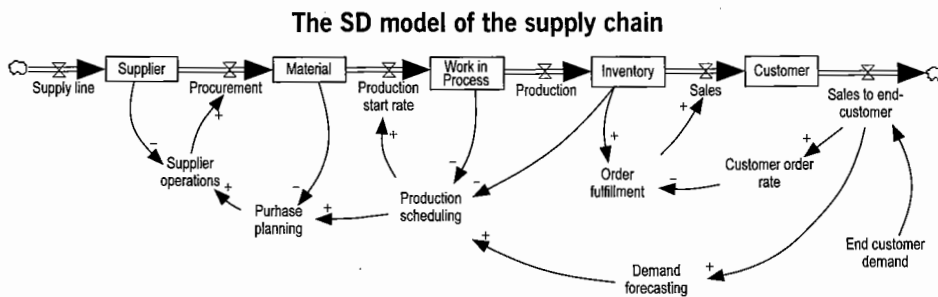 The SD model of the supply chain
Supplier
Material
Work in
Process
Inventory
Customer
Supply line
Procurement
Production
start rate
Production
Sales
Sales to end-
customer
+
+
+
+
+
−
Supplier
operations
+
−
Purhase
planning
+
−
Production
scheduling
−
Order
fulfillment
−
Customer order
rate
+
Demand
forecasting
+
End customer
demand